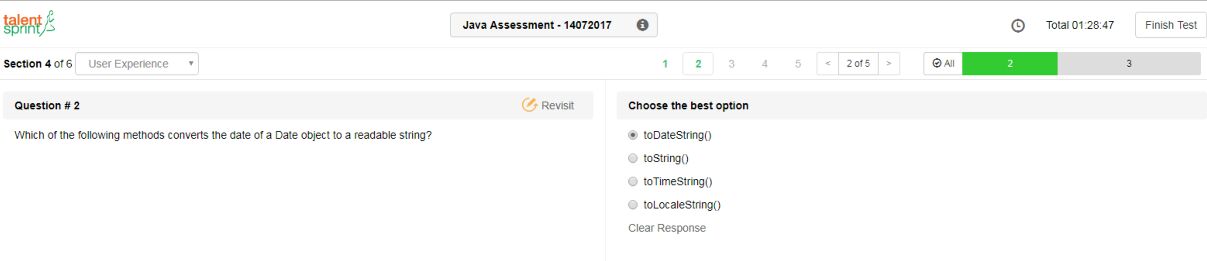 talent
sprint
Java Assessment - 14072017
Total 01:28:47
Finish Test
Section 4 of 6
User Experience
1 2 3 4 5 < 2 of 5 >
All 2 3
Question # 2
Revisit
Which of the following methods converts the date of a Date object to a readable string?
Choose the best option
toDateString()
toString()
toTimeString()
toLocaleString()
Clear Response